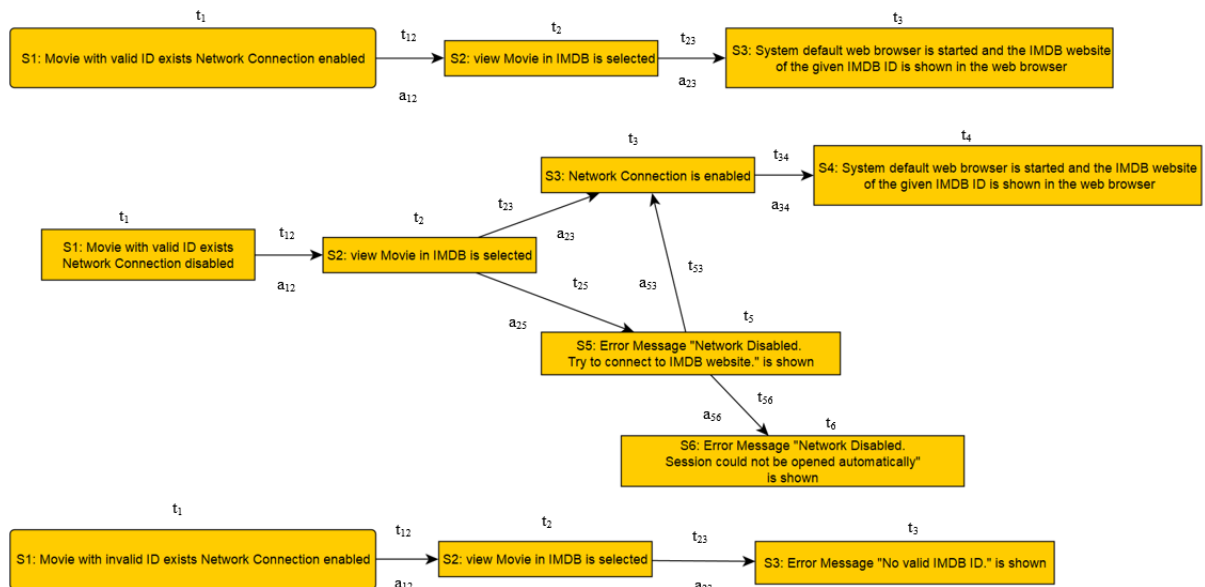 t1
S1: Movie with valid ID exists Network Connection enabled
t12
a12
t2
S2: view Movie in IMDB is selected
t23
a23
t3
S3: System default web browser is started and the IMDB website
of the given IMDB ID is shown in the web browser
t1
S1: Movie with valid ID exists
Network Connection disabled
t12
a12
t2
S2: view Movie in IMDB is selected
t23
a23
t3
S3: Network Connection is enabled
t34
a34
t4
S4: System default web browser is started and the IMDB website
of the given IMDB ID is shown in the web browser
t25
a25
t53
a53
t5
S5: Error Message "Network Disabled.
Try to connect to IMDB website." is shown
t56
a56
t6
S6: Error Message "Network Disabled.
Session could not be opened automatically"
is shown
t1
S1: Movie with invalid ID exists Network Connection enabled
t12
a12
t2
S2: view Movie in IMDB is selected
t23
a23
t3
S3: Error Message "No valid IMDB ID." is shown